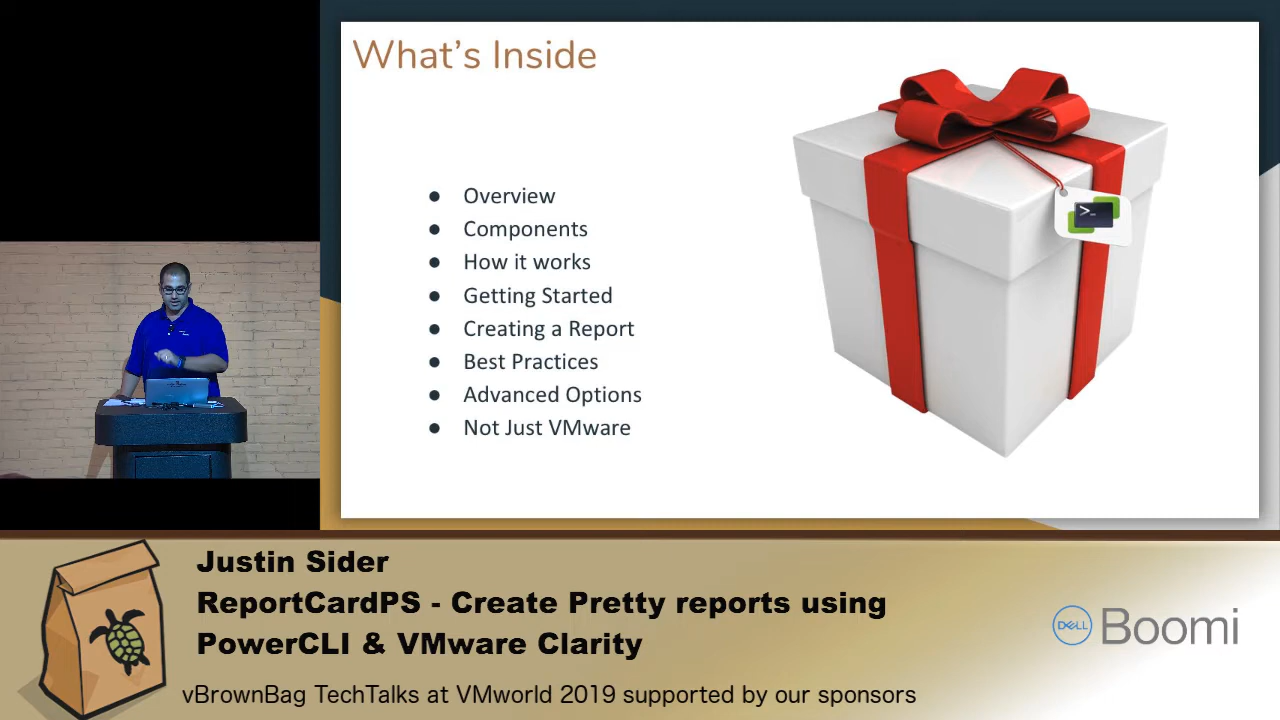 What's Inside
● Overview
● Components
● How it works
● Getting Started
● Creating a Report
● Best Practices
● Advanced Options
● Not Just VMware
>_
Justin Sider
ReportCardPS - Create Pretty reports using
PowerCLI & VMware Clarity
DELL Boomi
vBrownBag TechTalks at VMworld 2019 supported by our sponsors